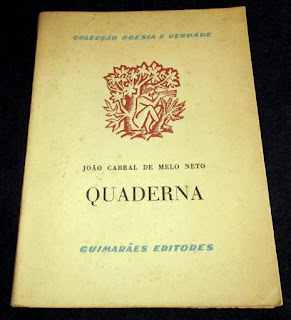 COLECÇÃO POESIA E VERDADE
JOÃO CABRAL DE MELO NETO
QUADERNA
GUIMARÃES EDITORES